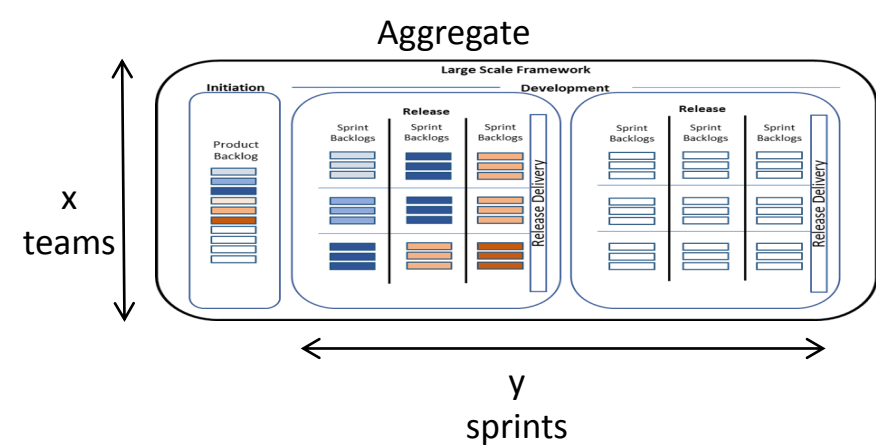 Aggregate
Large Scale Framework
Initiation
Development
Product
Backlog
Release
Sprint
Backlogs
Sprint
Backlogs
Sprint
Backlogs
Release Delivery
Release
Sprint
Backlogs
Sprint
Backlogs
Sprint
Backlogs
Release Delivery
x
teams
y
sprints